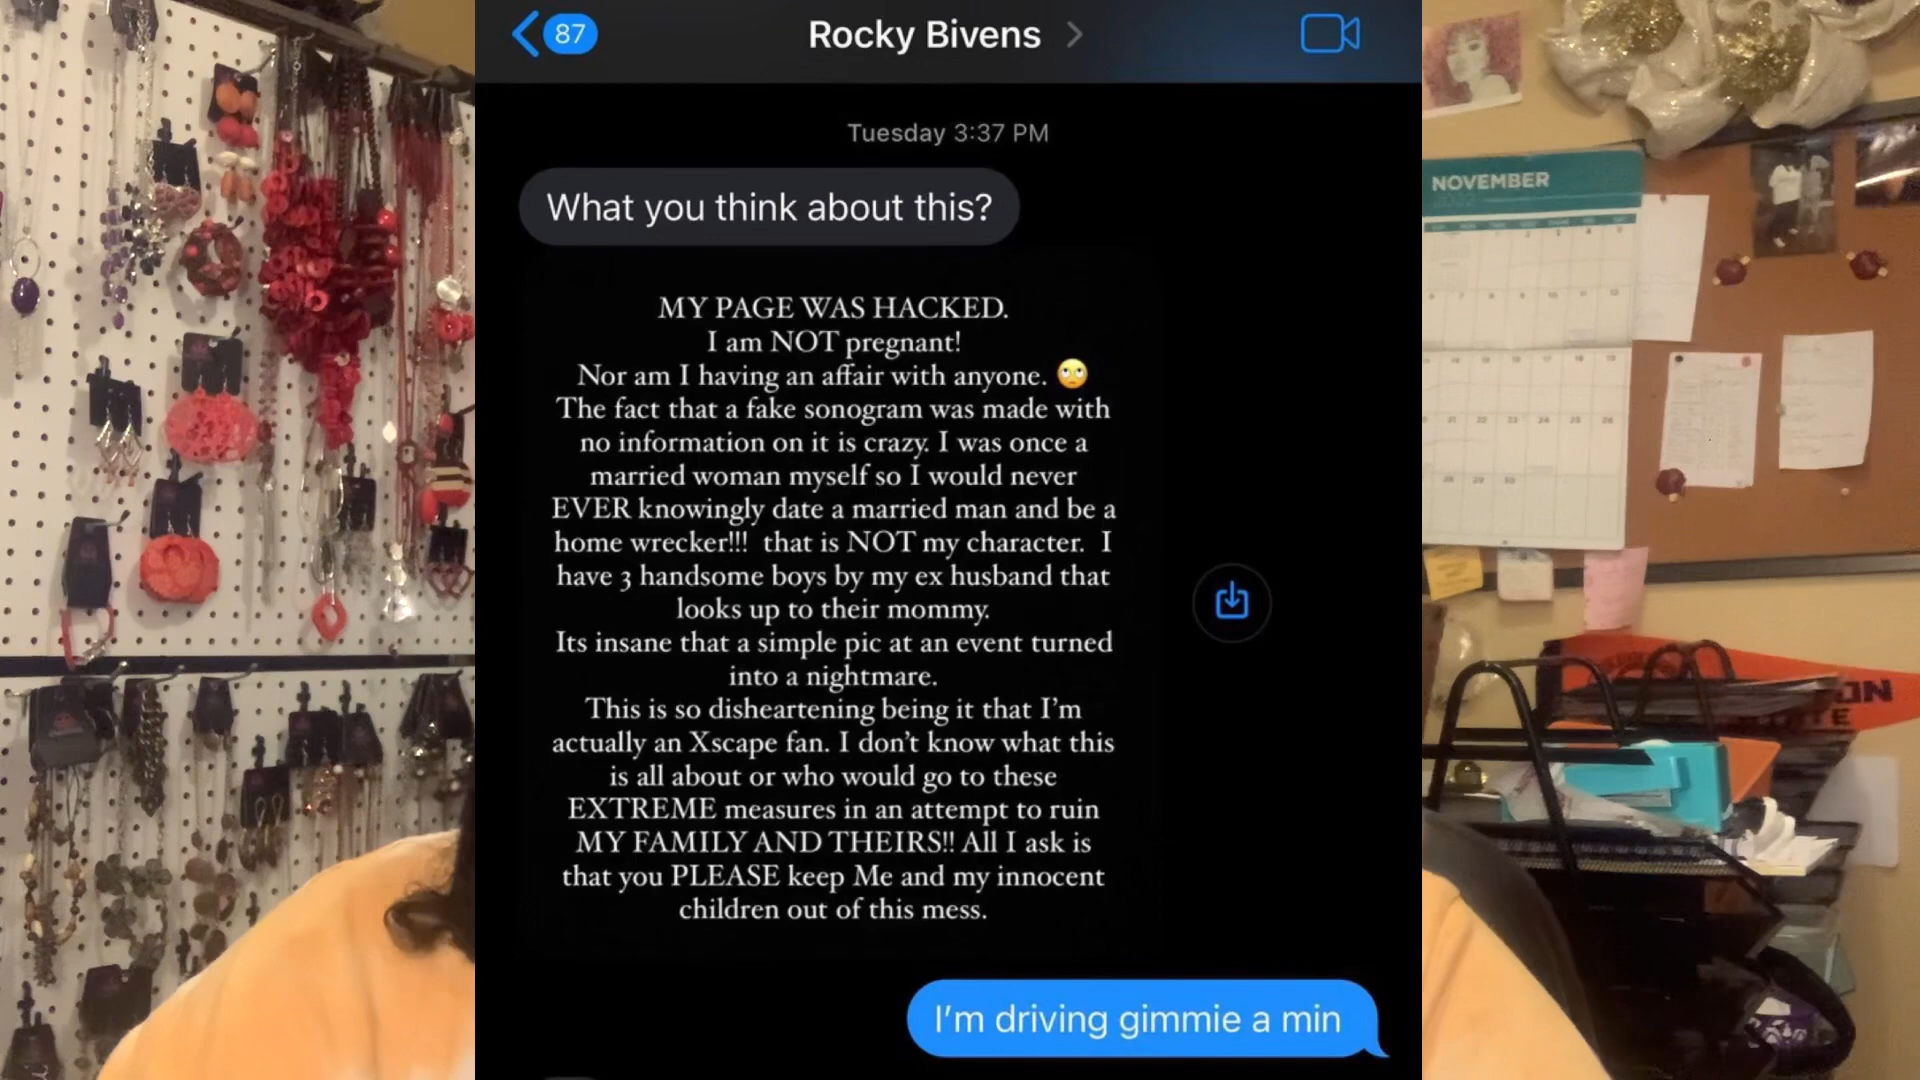 87
Rocky Bivens
Tuesday 3:37 PM
What you think about this?
MY PAGE WAS HACKED.
I am NOT pregnant!
Nor am I having an affair with anyone. 🙄
The fact that a fake sonogram was made with
no information on it is crazy. I was once a
married woman myself so I would never
EVER knowingly date a married man and be a
home wrecker!!! that is NOT my character. I
have 3 handsome boys by my ex husband that
looks up to their mommy.
Its insane that a simple pic at an event turned
into a nightmare.
This is so disheartening being it that I'm
actually an Xscape fan. I don't know what this
is all about or who would go to these
EXTREME measures in an attempt to ruin
MY FAMILY AND THEIRS!! All I ask is
that you PLEASE keep Me and my innocent
children out of this mess.
I'm driving gimmie a min
NOVEMBER